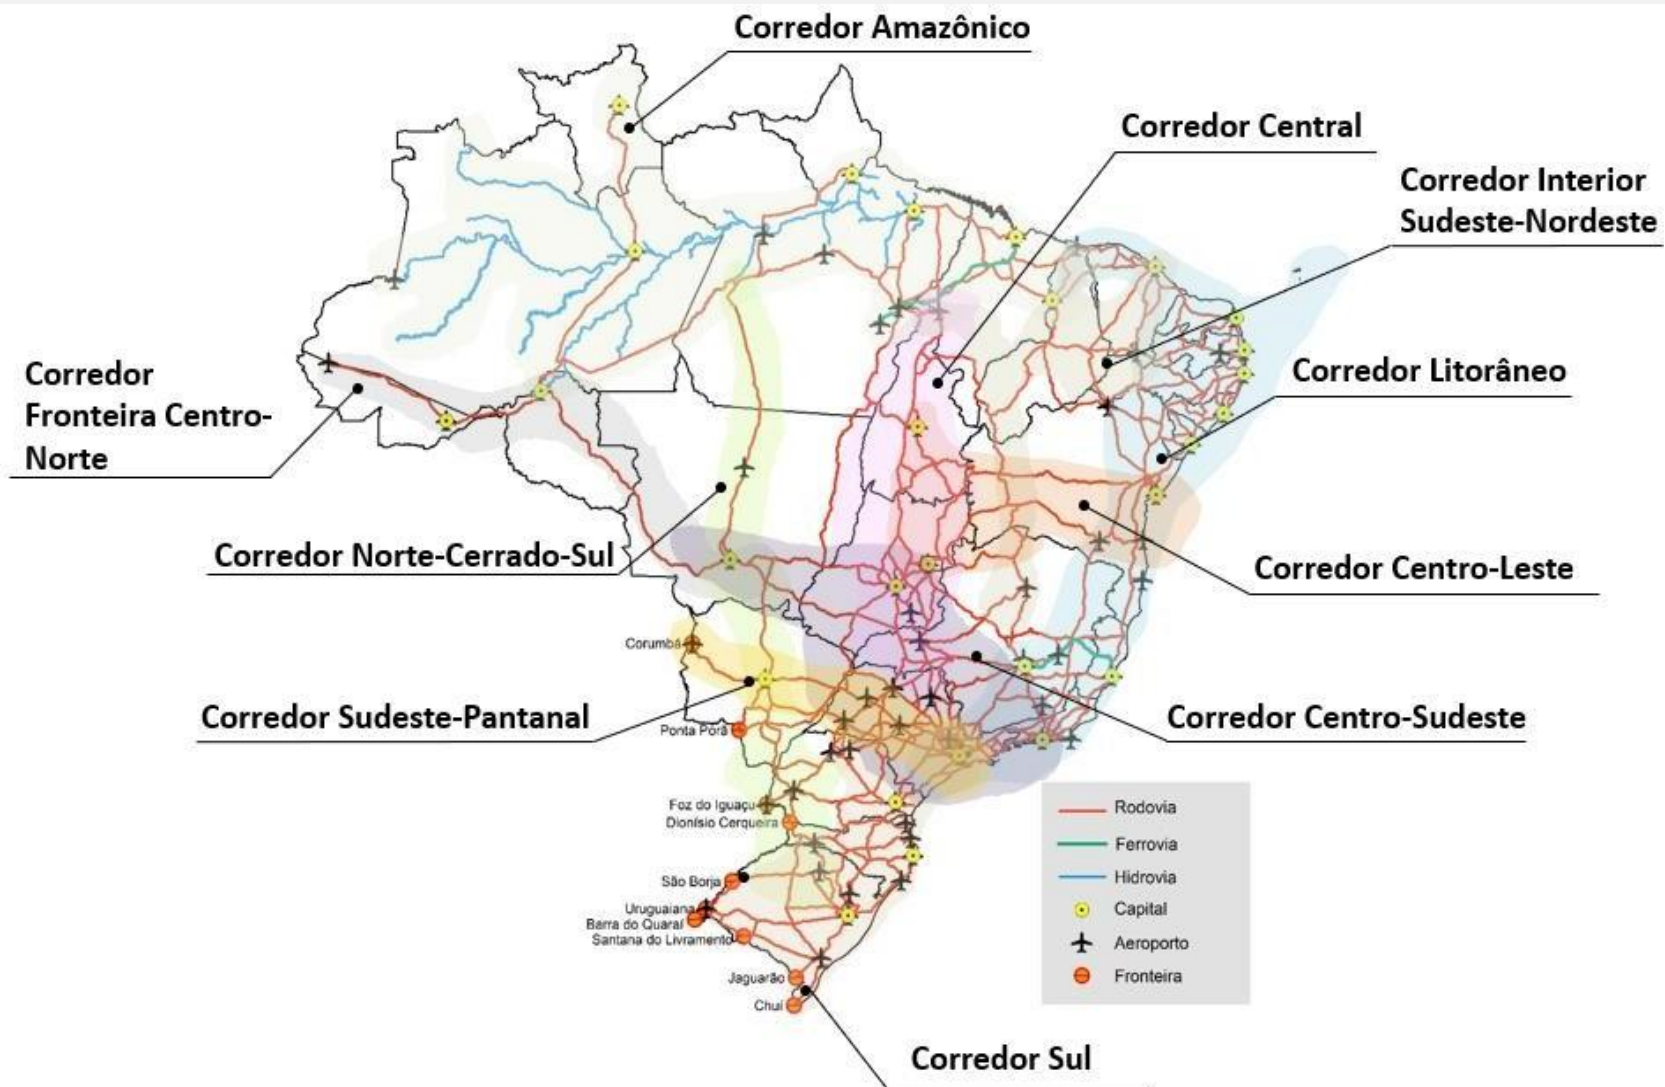 Corredor Amazônico
Corredor Central
Corredor Interior
Sudeste-Nordeste
Corredor
Fronteira Centro-
Norte
Corredor Litorâneo
Corredor Norte-Cerrado-Sul
Corredor Centro-Leste
Corumbá
Corredor Sudeste-Pantanal
Corredor Centro-Sudeste
Ponta Porã
Foz do Iguaçu
Dionísio Cerqueira
São Borja
Uruguaiana
Barra do Quaraí
Santana do Livramento
Jaguarão
Chuí
Rodovia
Ferrovia
Hidrovia
Capital
Aeroporto
Fronteira
Corredor Sul